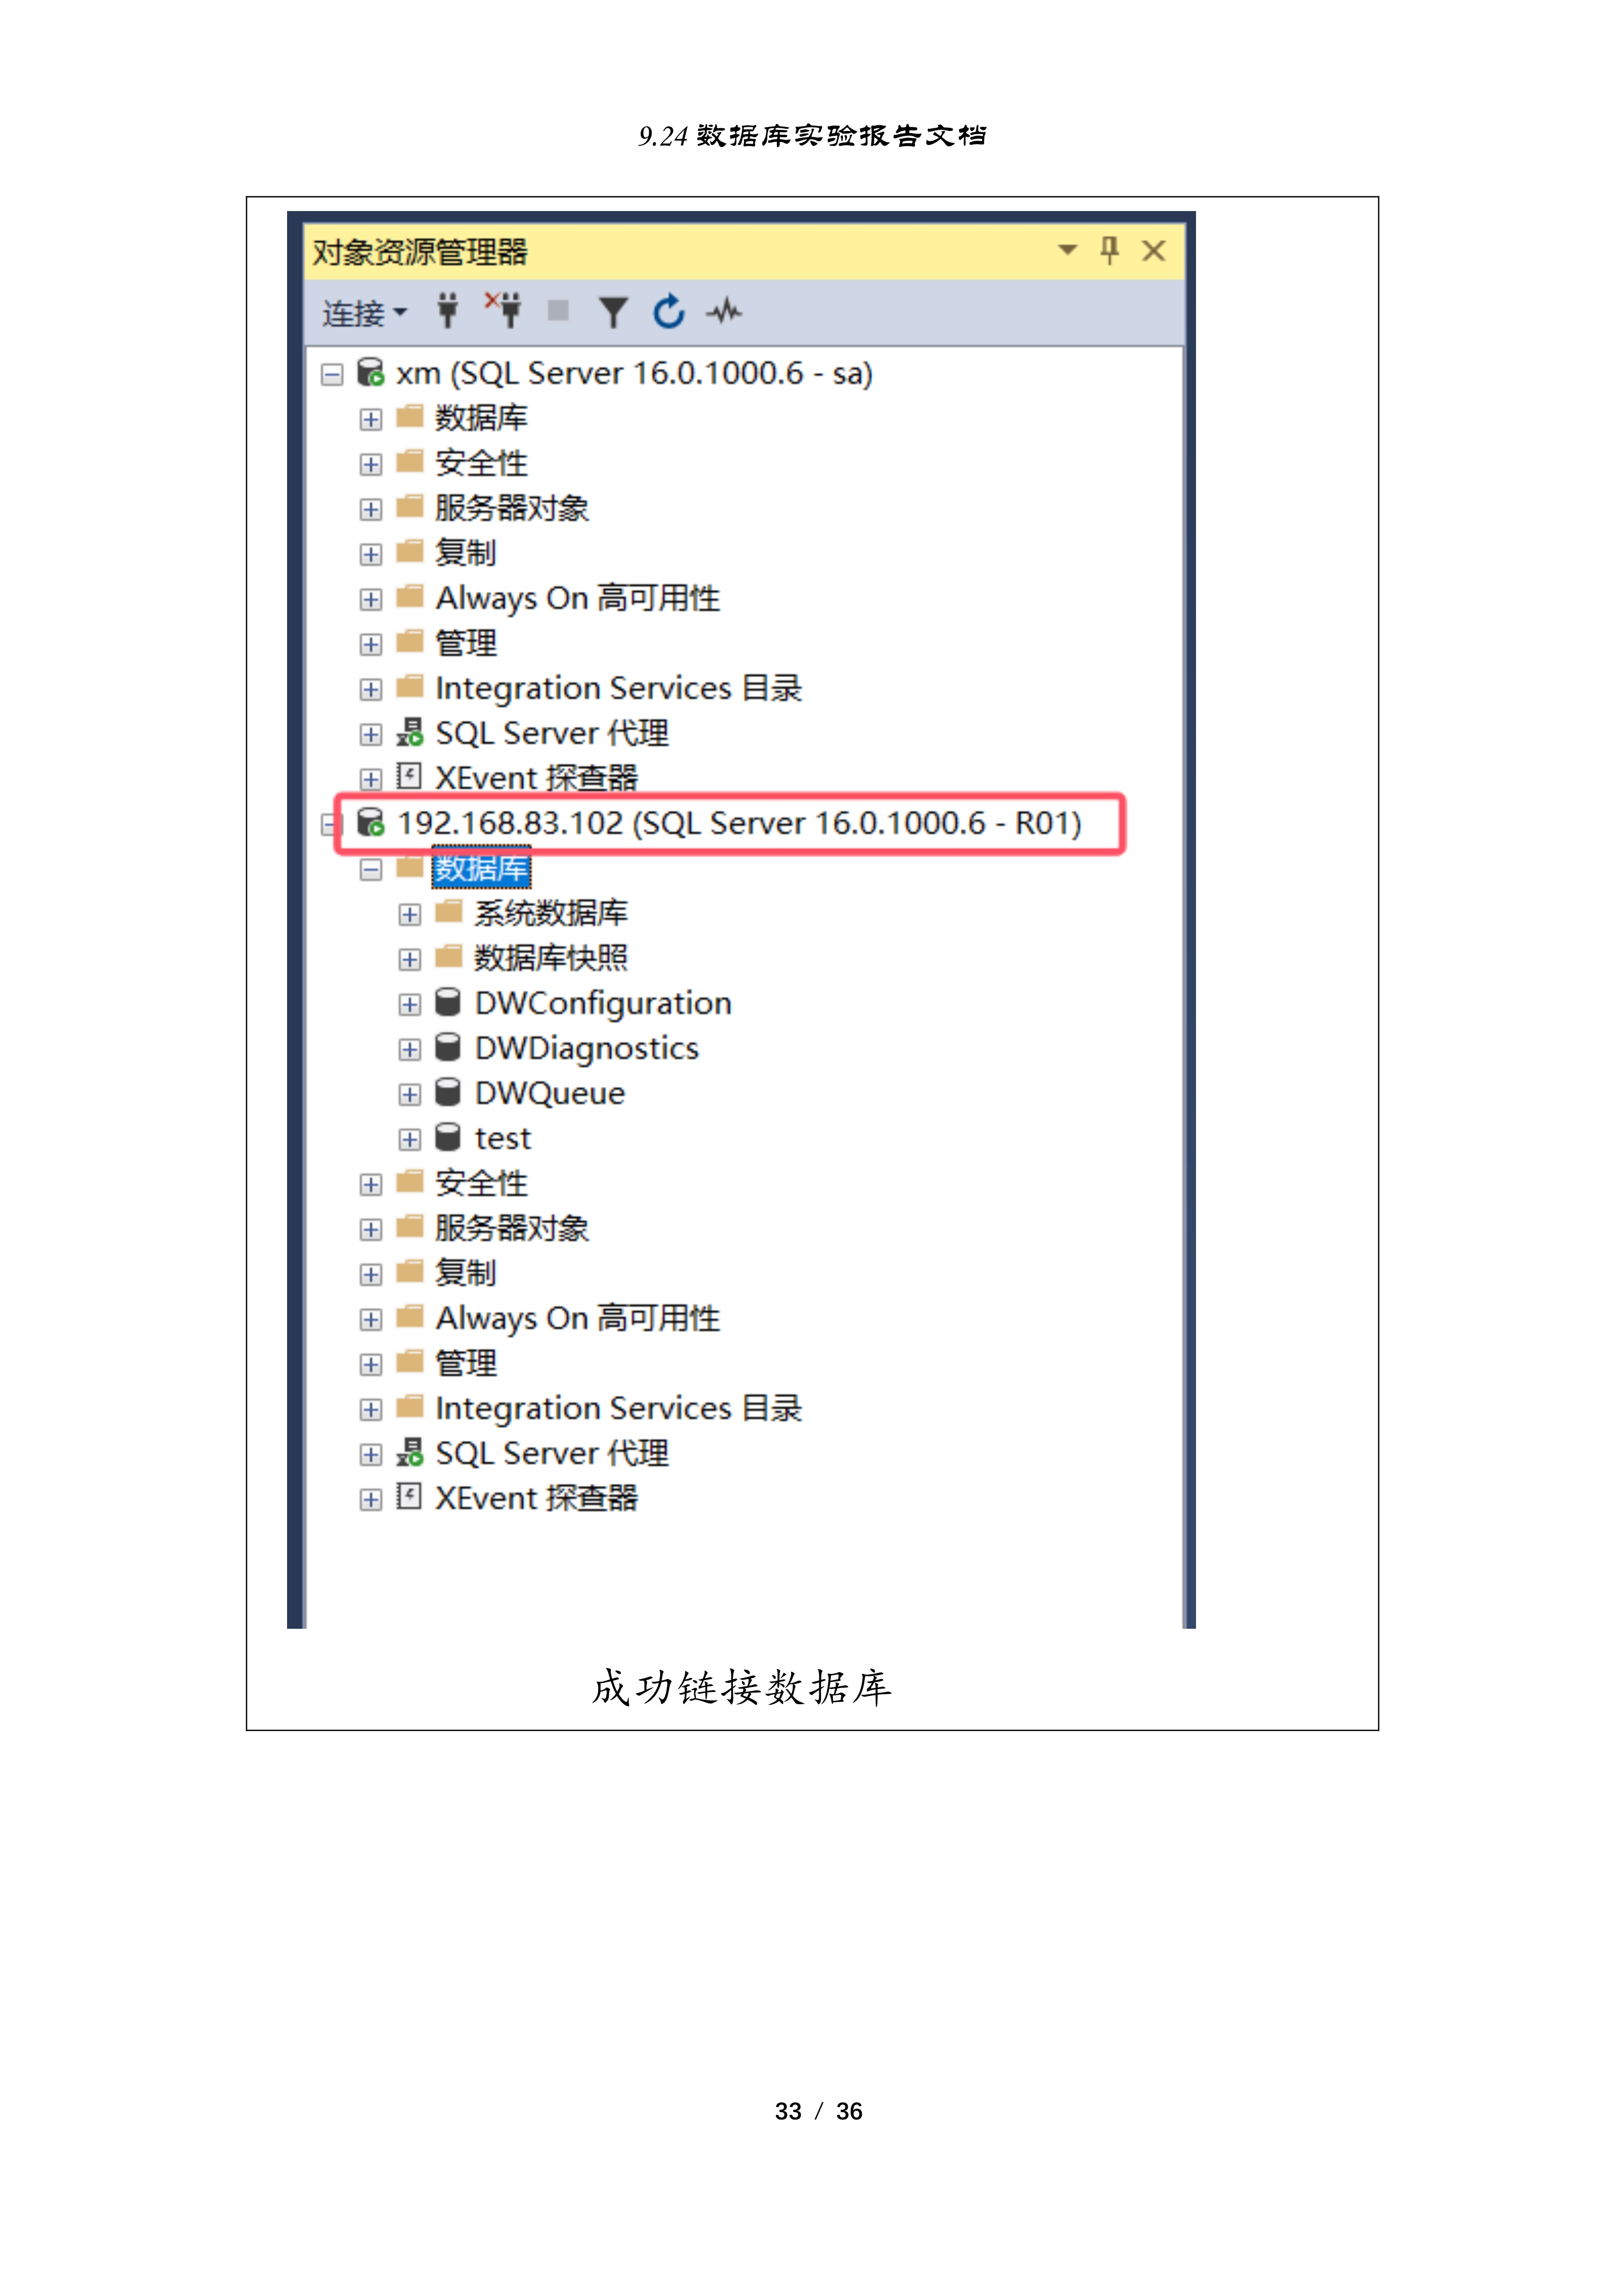 9.24 数据库实验报告文档
对象资源管理器
连接
xm (SQL Server 16.0.1000.6 - sa)
数据库
安全性
服务器对象
复制
Always On 高可用性
管理
Integration Services 目录
SQL Server 代理
XEvent 探查器
192.168.83.102 (SQL Server 16.0.1000.6 - R01)
数据库
系统数据库
数据库快照
DWConfiguration
DWDiagnostics
DWQueue
test
安全性
服务器对象
复制
Always On 高可用性
管理
Integration Services 目录
SQL Server 代理
XEvent 探查器
成功链接数据库
33 / 36